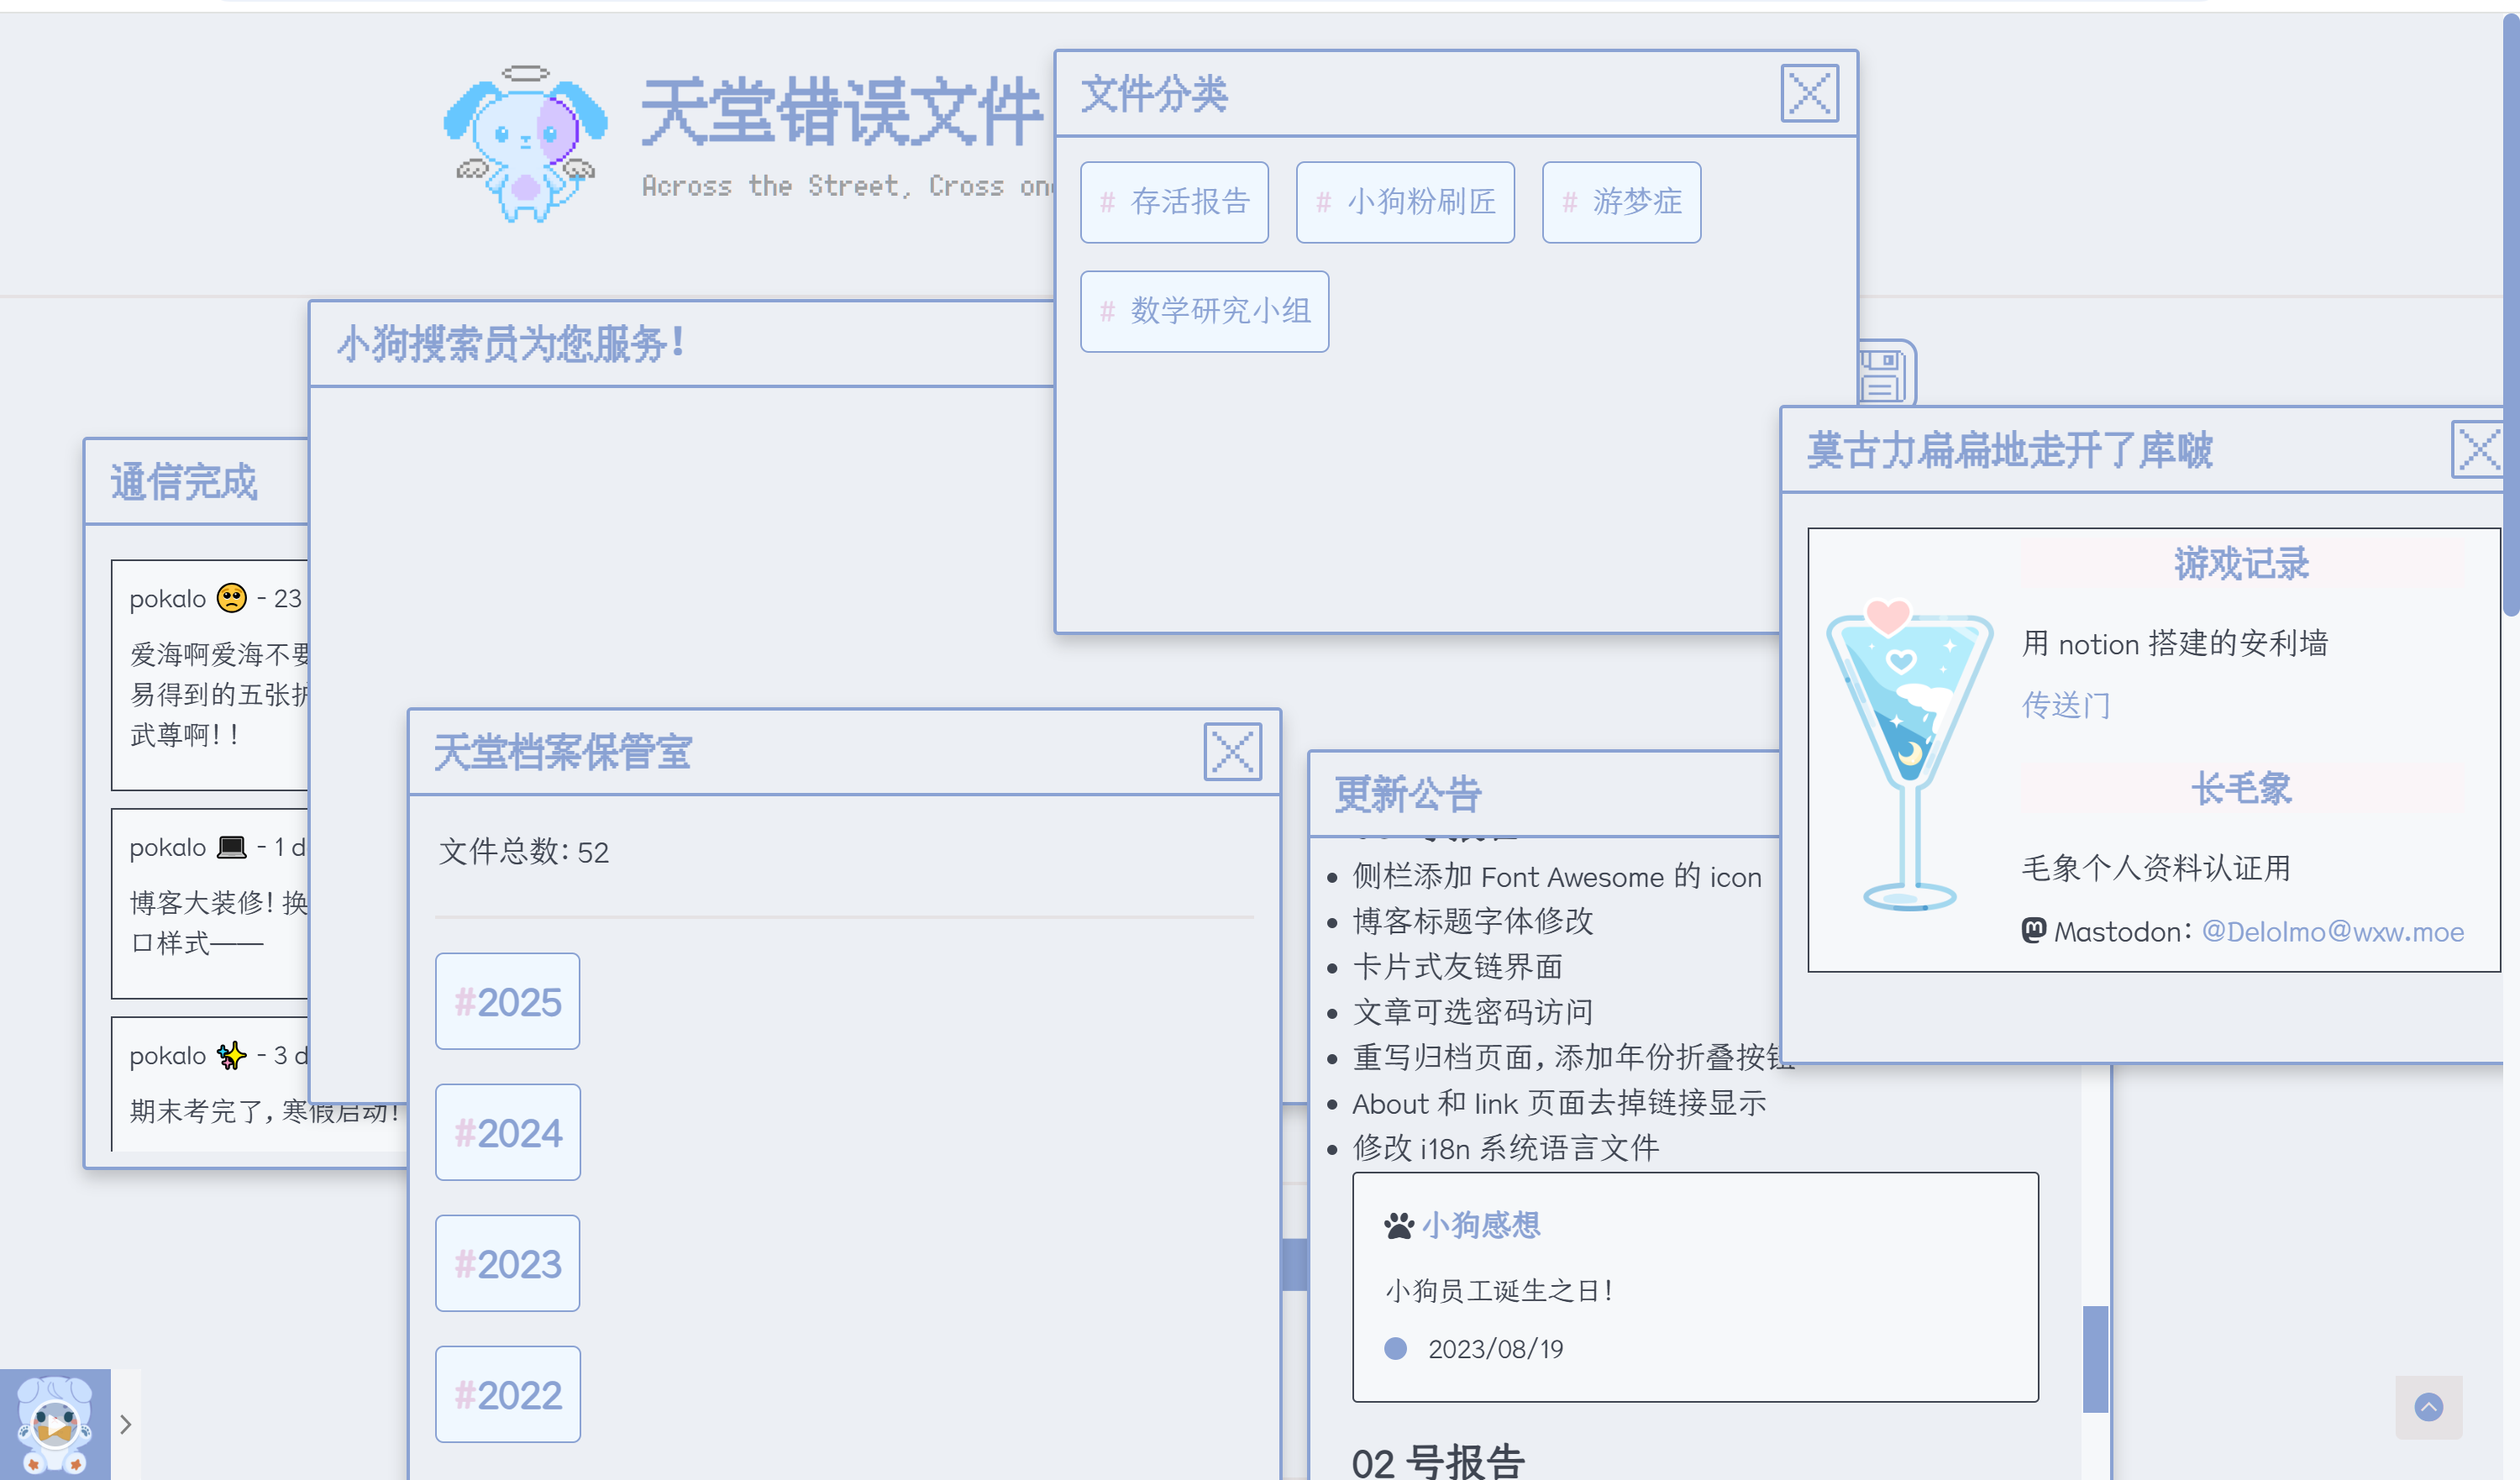 天堂错误文件
Across the Street, Cross on
文件分类
# 存活报告
# 小狗粉刷匠
# 游梦症
# 数学研究小组
小狗搜索员为您服务！
通信完成
pokalo 🥺 - 23
爱海啊爱海不要
易得到的五张护
武尊啊！！
pokalo 💻 - 1 d
博客大装修！换
口样式——
pokalo ✨ - 3 d
期末考完了，寒假启动！
天堂档案保管室
文件总数：52
#2025
#2024
#2023
#2022
更新公告
侧栏添加 Font Awesome 的 icon
博客标题字体修改
卡片式友链界面
文章可选密码访问
重写归档页面，添加年份折叠按钮
About 和 link 页面去掉链接显示
修改 i18n 系统语言文件
小狗感想
小狗员工诞生之日！
2023/08/19
02 号报告
莫古力扁扁地走开了库啵
游戏记录
用 notion 搭建的安利墙
传送门
长毛象
毛象个人资料认证用
Mastodon：@Delolmo@wxw.moe